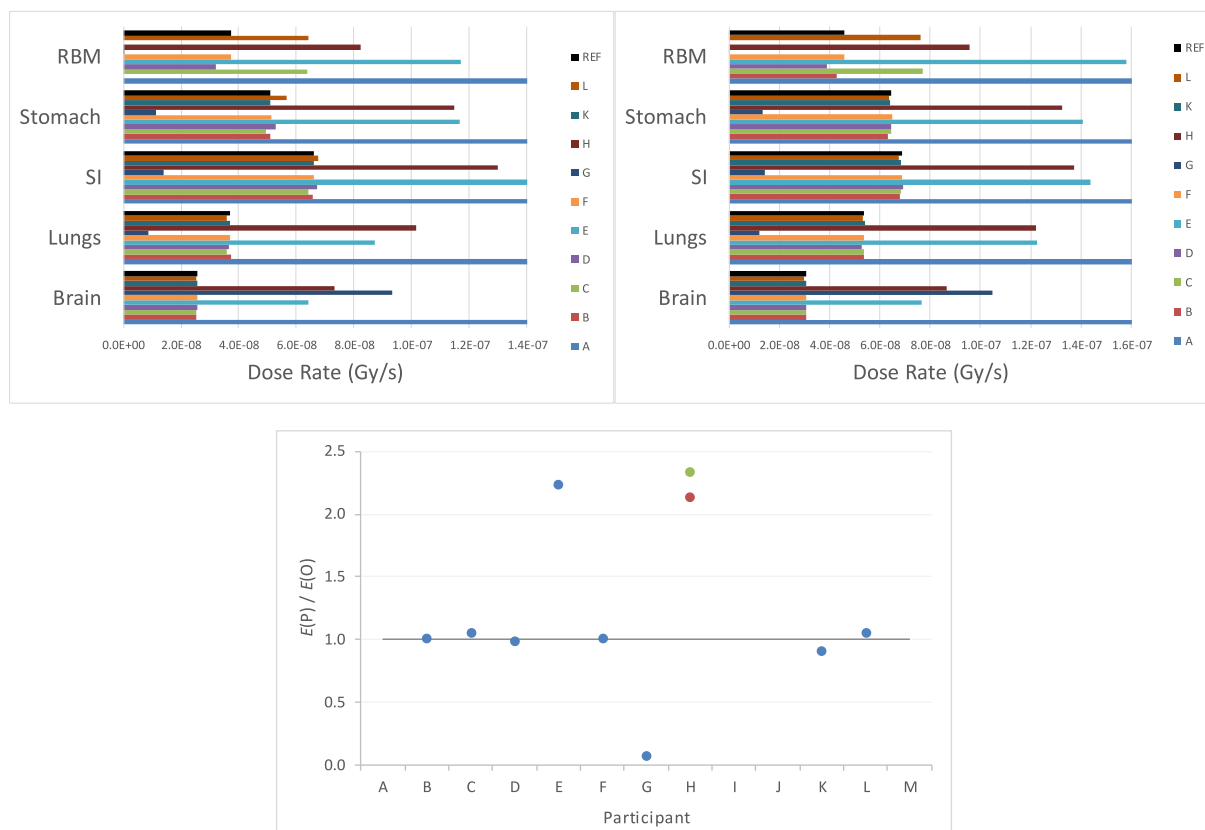 RBM
Stomach
SI
Lungs
Brain
0.0E+00 2.0E-08 4.0E-08 6.0E-08 8.0E-08 1.0E-07 1.2E-07 1.4E-07
Dose Rate (Gy/s)
REF
L
K
H
G
F
E
D
C
B
A
RBM
Stomach
SI
Lungs
Brain
0.0E+00 2.0E-08 4.0E-08 6.0E-08 8.0E-08 1.0E-07 1.2E-07 1.4E-07 1.6E-07
Dose Rate (Gy/s)
REF
L
K
H
G
F
E
D
C
B
A
2.5
2.0
1.5
1.0
0.5
0.0
E(P) / E(O)
A B C D E F G H I J K L M
Participant